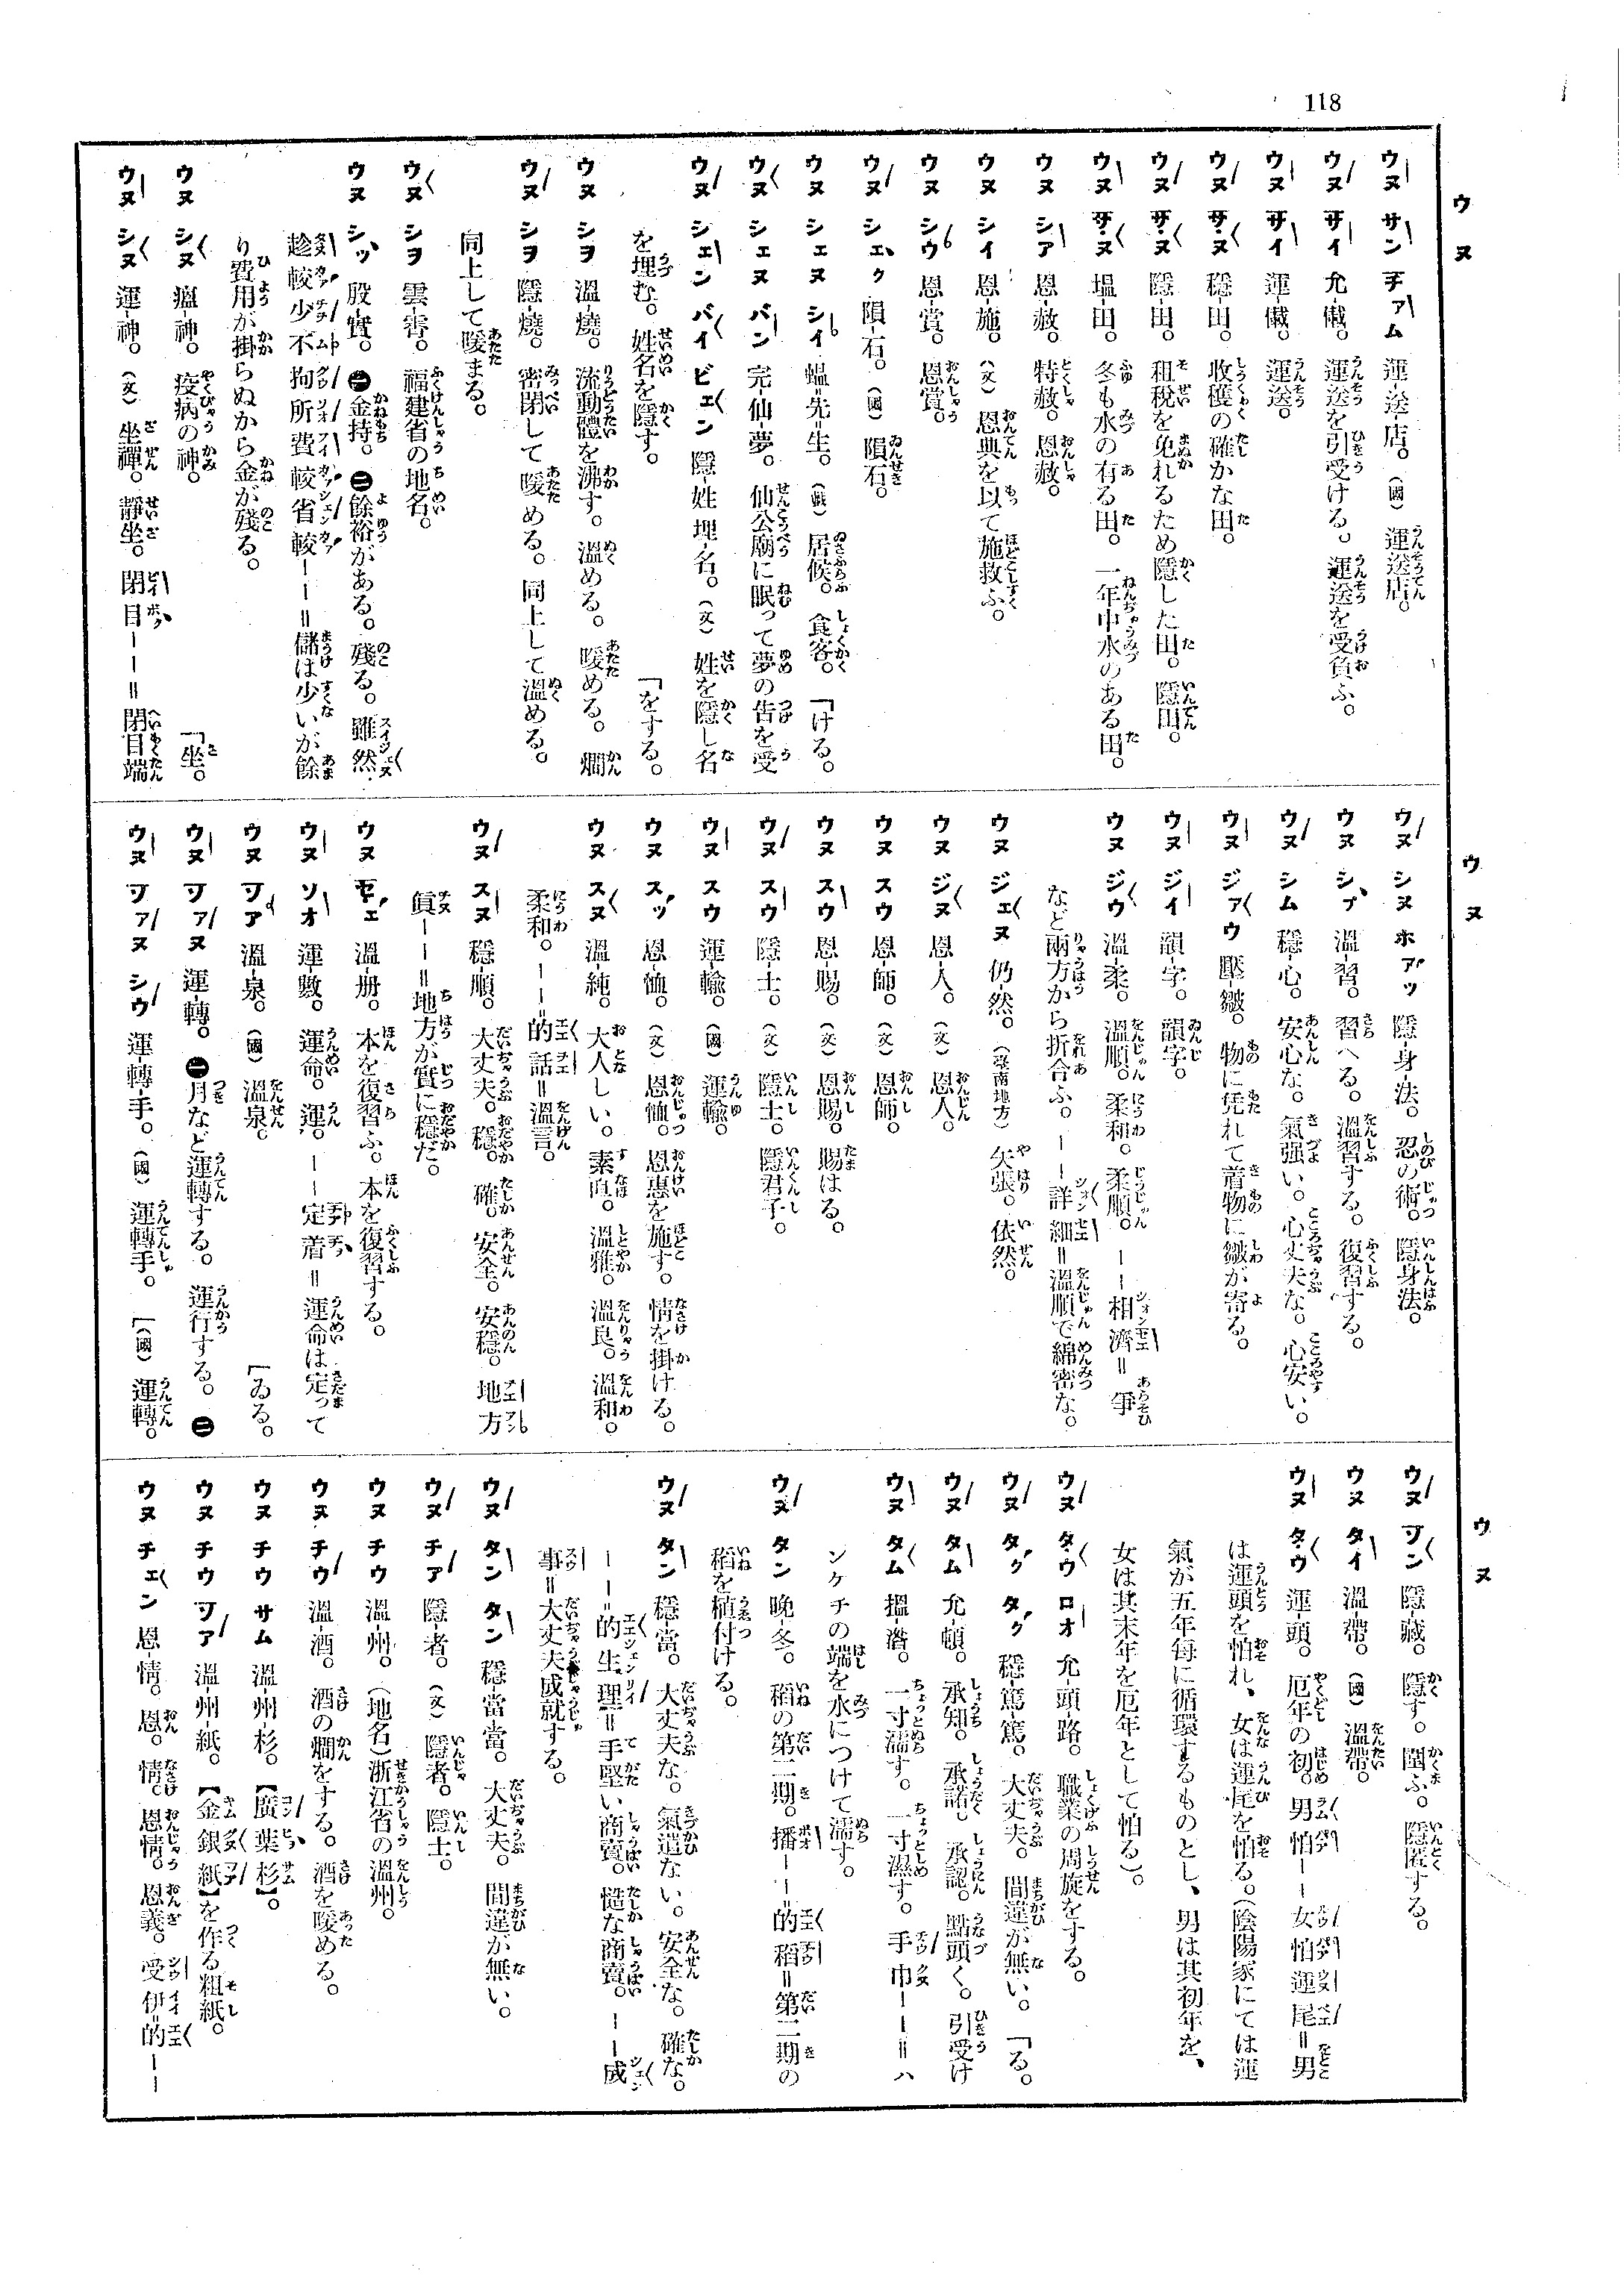 118
ウヌ
ウヌ サン チァム 運-送-店。(國) 運送店。
ウヌ サイ 允-儎。 運送を引受ける。運送を受負ふ。
ウヌ サイ 運-儎。 運送。
ウヌ サヌ 穩-田。 收穫の確かな田。
ウヌ サヌ 隱-田。 租税を免れるため隱した田。隱田。
ウヌ サヌ 塭-田。 冬も水の有る田。一年中水のある田。
ウヌ シア 恩-赦。 特赦。恩赦。
ウヌ シイ 恩-施。(文) 恩典を以て施救ふ。
ウヌ シウ 恩-賞。 恩賞。
ウヌ シェク 隕-石。(國) 隕石。
ウヌ シェヌ シイ 蝹=先=生。(戲) 居候。食客。 「ける。
ウヌ シェヌ バン 完-仙-夢。 仙公廟に眠って夢の告を受
ウヌ シェン バイ ビェン 隱-姓 埋-名。(文) 姓を隱し名
を埋む。姓名を隱す。 「をする。
ウヌ シヲ 溫-燒。 流動體を沸す。溫める。暖める。燗
ウヌ シヲ 隱-燒。 密閉して暖める。同上して溫める。
同上して暖まる。
ウヌ シヲ 雲-霄。 福建省の地名。
ウヌ シッ 殷-實。 ㊀金持。㊁餘裕がある。殘る。雖然
趁較少不拘所費較省較ーー=儲は少いが餘
り費用が掛らぬから金が殘る。
ウヌ シヌ 瘟-神。 疫病の神。 「坐。
ウヌ シヌ 運-神。(文) 坐禪。靜坐。閉目ーー=閉目端
ウヌ
ウヌ シヌ ホアッ 隱-身-法。 忍の術。隱身法。
ウヌ シプ 溫-習。 習へる。溫習する。復習する。
ウヌ シム 穩-心。 安心な。氣强い。心丈夫な。心安い。
ウヌ ジァウ 壓-皺。 物に凭れて着物に皺が寄る。
ウヌ ジイ 韻-字。 韻字。
ウヌ ジウ 溫-柔。 溫順。柔和。柔順。ーー相濟=爭
など兩方から折合ふ。ーー詳細=溫順で綿密な。
ウヌ ジェヌ 仍-然。(臺南地方) 矢張。依然。
ウヌ ジヌ 恩-人。(文) 恩人。
ウヌ スウ 恩-師。(文) 恩師。
ウヌ スウ 恩-賜。(文) 恩賜。賜はる。
ウヌ スウ 隱-士。(文) 隱士。隱君子。
ウヌ スウ 運-輸。(國) 運輸。
ウヌ スッ 恩-恤。(文) 恩恤。恩惠を施す。情を掛ける。
ウヌ スヌ 溫-純。 大人しい。素直。溫雅。溫良。溫和。
柔和。ーー的話=溫言。
ウヌ スヌ 穩-順。 大丈夫。穩。確。安全。安穩。地方
眞ーー=地方が實に穩だ。
ウヌ セェ 溫-册。 本を復習ふ。本を復習する。
ウヌ ソオ 運-數。 運命。運。ーー定着=運命は定って
ウヌ ツァ 溫-泉。(國) 溫泉。 「ゐる。
ウヌ ツァヌ 運-轉。 ㊀月など運轉する。運行する。㊁
ウヌ ツァヌ シウ 運-轉-手。(國) 運轉手。 「(國) 運轉。
ウヌ
ウヌ ツン 隱-藏。 隱す。圍ふ。隱匿する。
ウヌ タイ 溫-帶。(國) 溫帶。
ウヌ タウ 運-頭。 厄年の初。男怕ーー女怕運尾=男
は運頭を怕れ、女は運尾を怕る。(陰陽家にては運
氣が五年每に循環するものとし、男は其初年を、
女は其末年を厄年として怕る)。
ウヌ タウ ロオ 允-頭-路。 職業の周旋をする。
ウヌ タク タク 穩-篤-篤。 大丈夫。間違が無い。 「る。
ウヌ タム 允-頓。 承知。承諾。承認。點頭く。引受け
ウヌ タム 搵-澹。 一寸濡す。一寸濕す。手巾ーー=ハ
ンケチの端を水につけて濡す。
ウヌ タン 晚-冬。 稻の第二期。播ーー的稻=第二期の
稻を植付ける。
ウヌ タン 穩-當。 大丈夫な。氣遣ない。安全な。確な。
ーー的生理=手堅い商賣。慥な商賣。ーー成
事=大丈夫成就する。
ウヌ タン タン 穩-當-當。 大丈夫。間違が無い。
ウヌ チア 隱-者。(文) 隱者。隱士。
ウヌ チウ 溫-州。(地名)浙江省の溫州。
ウヌ チウ 溫-酒。 酒の燗をする。酒を暖める。
ウヌ チウ サム 溫-州-杉。【廣葉杉】。
ウヌ チウ ツァ 溫-州-紙。【金銀紙】を作る粗紙。
ウヌ チェン 恩-情。 恩。情。恩情。恩義。受伊=的ーー